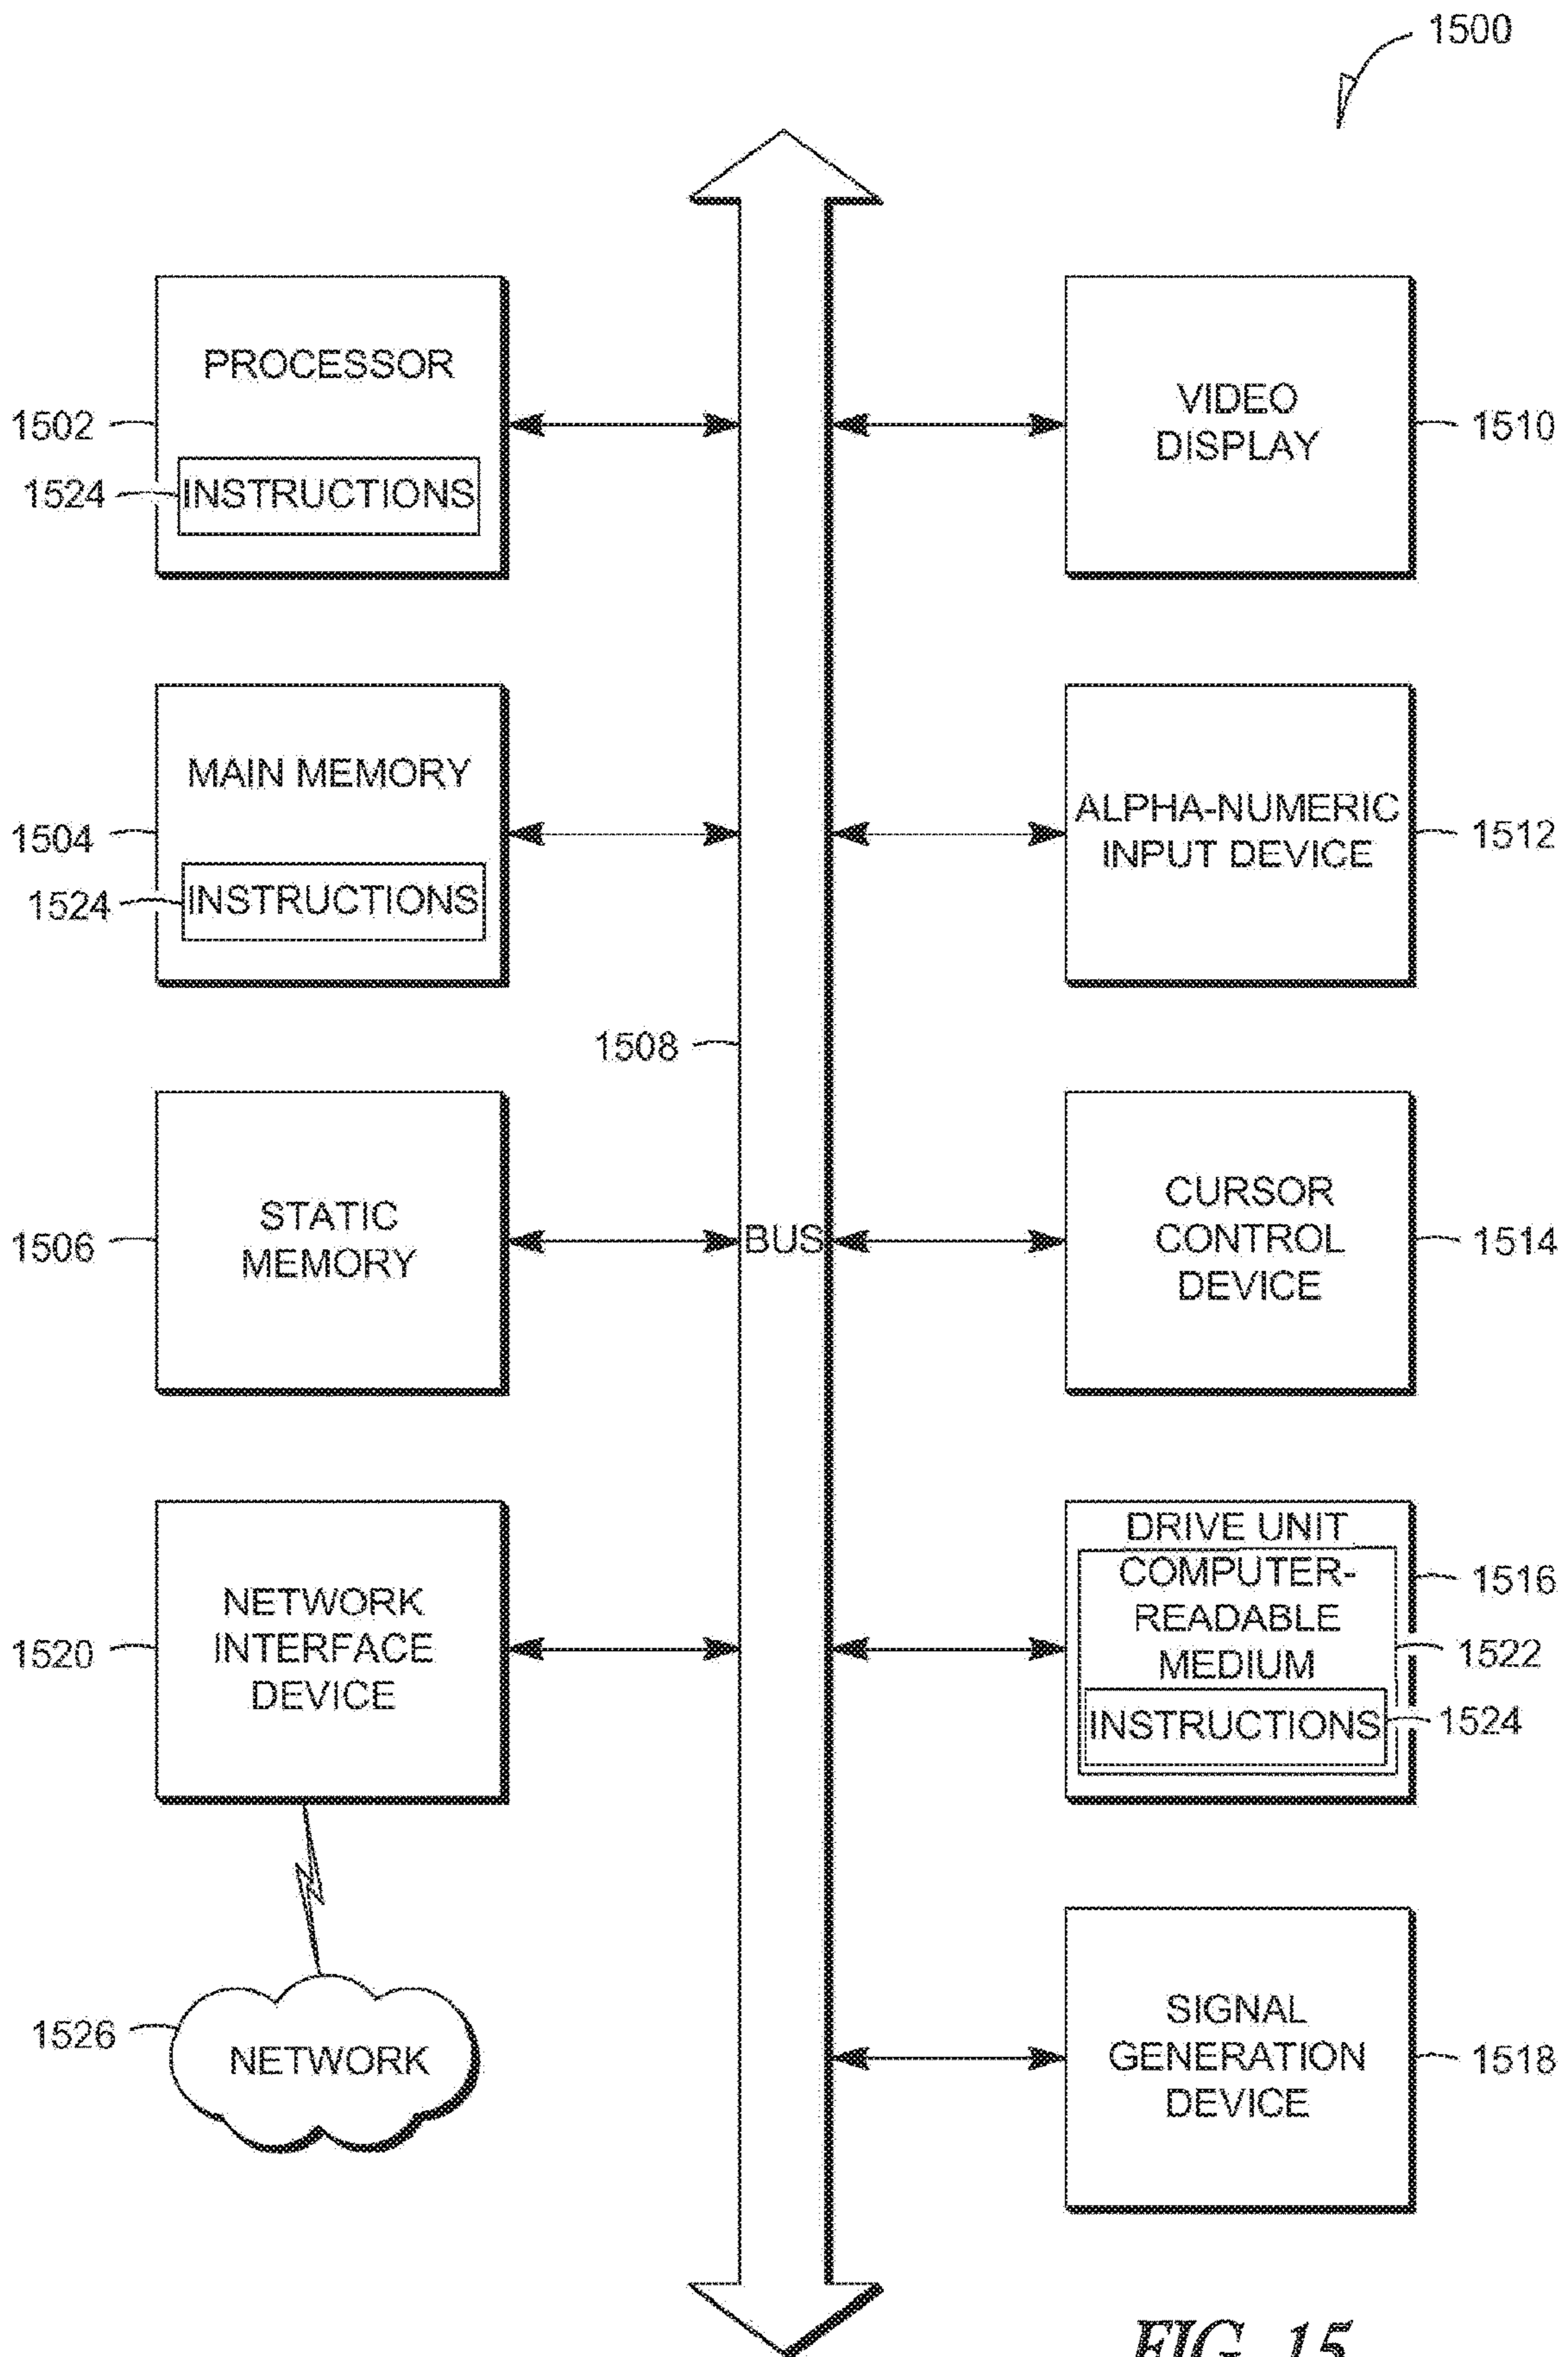 1500
PROCESSOR
1502
1524
INSTRUCTIONS
VIDEO
DISPLAY
1510
MAIN MEMORY
1504
1524
INSTRUCTIONS
ALPHA-NUMERIC
INPUT DEVICE
1512
1508
STATIC
MEMORY
1506
BUS
CURSOR
CONTROL
DEVICE
1514
NETWORK
INTERFACE
DEVICE
1520
DRIVE UNIT
COMPUTER-
READABLE
MEDIUM
INSTRUCTIONS
1516
1522
1524
1526
NETWORK
SIGNAL
GENERATION
DEVICE
1518
FIG. 15